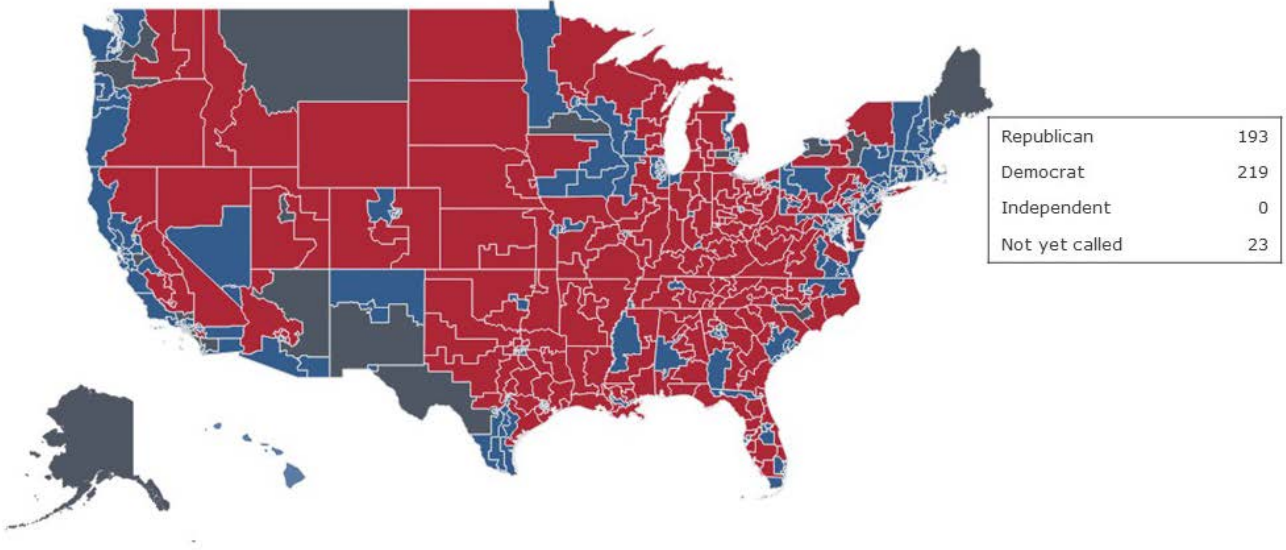 Republican 193
Democrat 219
Independent 0
Not yet called 23